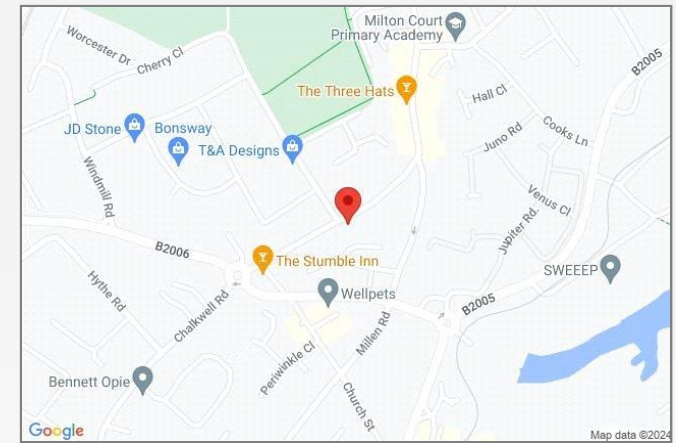 Milton Court
Primary Academy
Worcester Dr
Cherry Cl
B2005
The Three Hats
Hall Cl
JD Stone
Bonsway
Cooks Ln
T&A Designs
Juno Rd
Windmill Rd
Venus Cl
Jupiter Rd
B2006
The Stumble Inn
SWEEEP
Hythe Rd
Wellpets
B2005
Chalkwell Rd
Millen Rd
Periwinkle Cl
Bennett Opie
Church St
Google
Map data ©2024